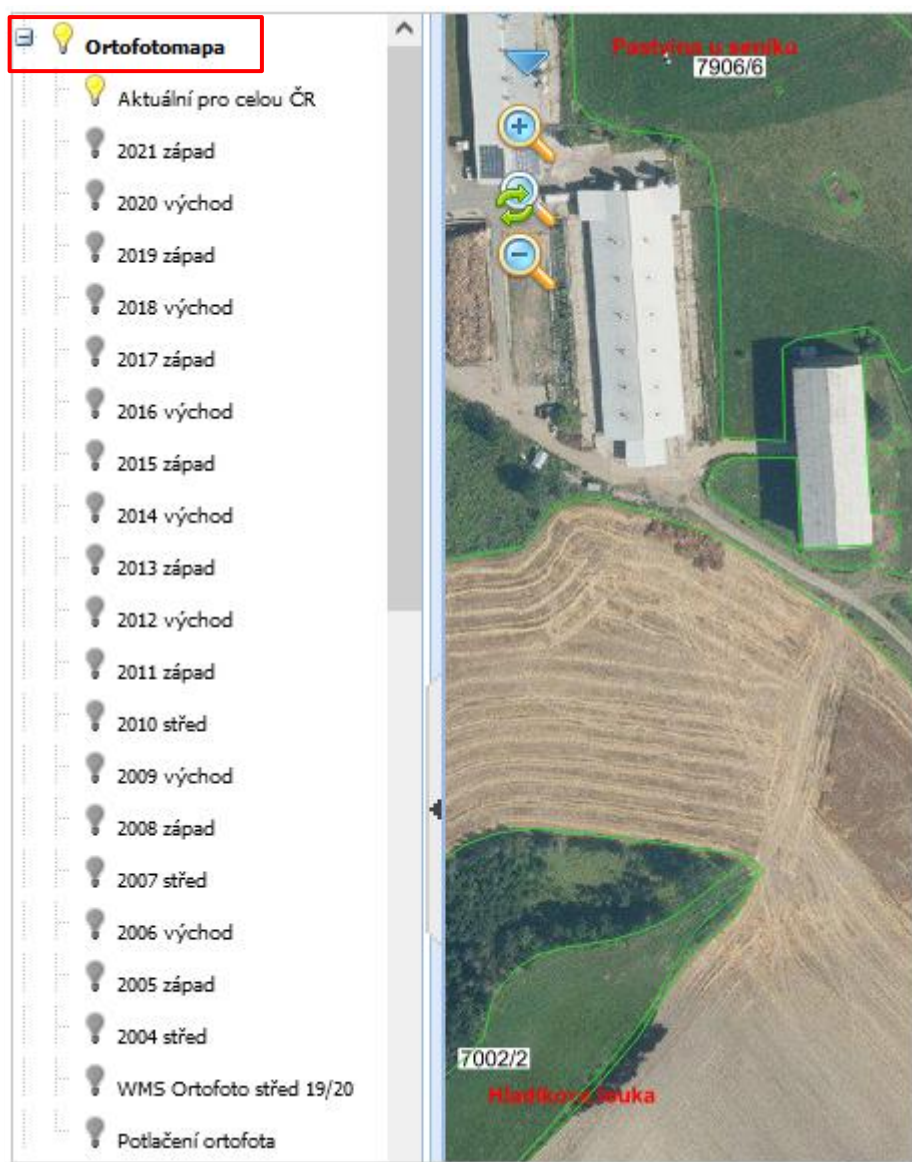 Ortofotomapa
Aktuální pro celou ČR
2021 západ
2020 východ
2019 západ
2018 východ
2017 západ
2016 východ
2015 západ
2014 východ
2013 západ
2012 východ
2011 západ
2010 střed
2009 východ
2008 západ
2007 střed
2006 východ
2005 západ
2004 střed
WMS Ortofoto střed 19/20
Potlačení ortofota
Pastvina u seníku
7906/6
7002/2
Hladíkova louka